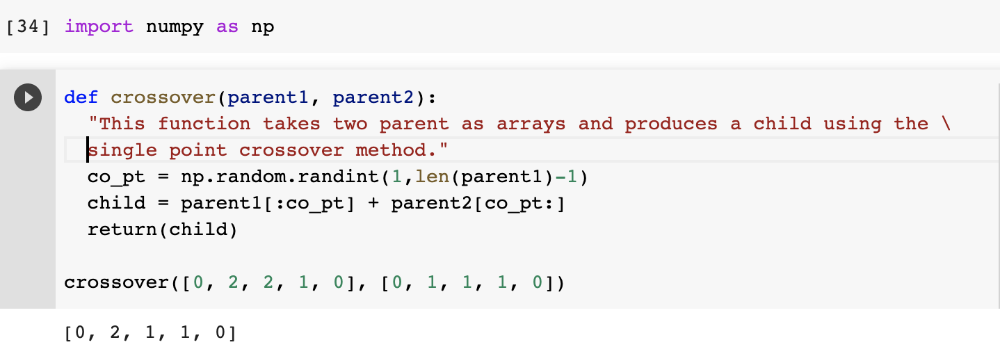 [34] import numpy as np
def crossover(parent1, parent2):
"This function takes two parent as arrays and produces a child using the \
single point crossover method."
co_pt = np.random.randint(1,len(parent1)-1)
child = parent1[:co_pt] + parent2[co_pt:]
return(child)
crossover([0, 2, 2, 1, 0], [0, 1, 1, 1, 0])
[0, 2, 1, 1, 0]